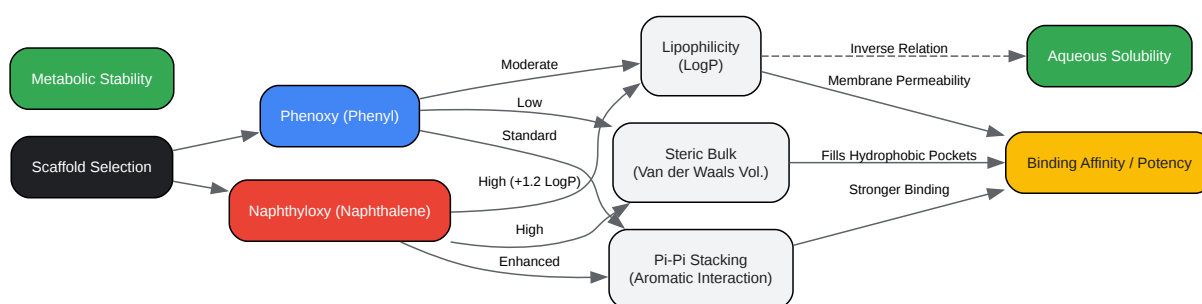 Metabolic Stability
Scaffold Selection
Phenoxy (Phenyl)
Naphthyloxy (Naphthalene)
Moderate
Low
Standard
High (+1.2 LogP)
High
Enhanced
Lipophilicity
(LogP)
Steric Bulk
(Van der Waals Vol.)
Pi-Pi Stacking
(Aromatic Interaction)
Inverse Relation
Membrane Permeability
Fills Hydrophobic Pockets
Stronger Binding
Aqueous Solubility
Binding Affinity / Potency